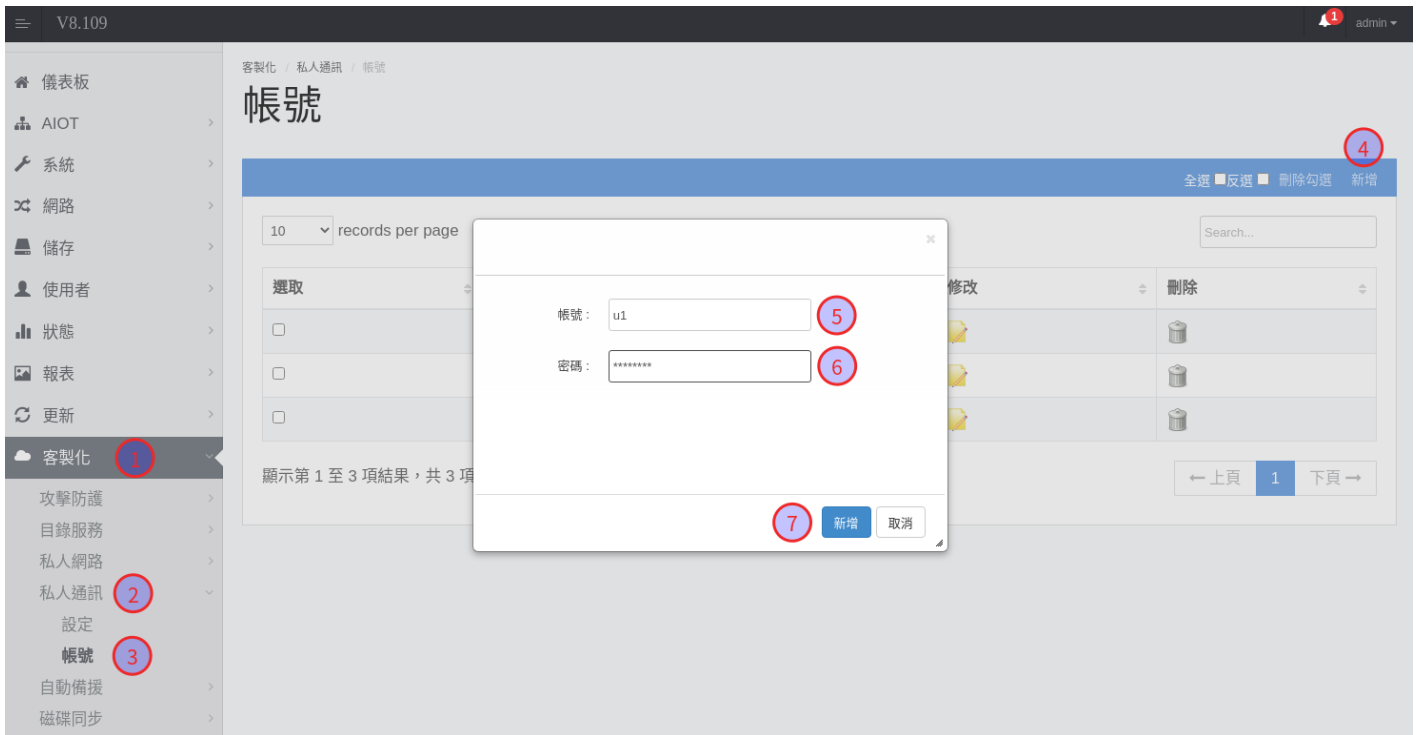 V8.109
1
admin
儀表板
AIOT
系統
網路
儲存
使用者
狀態
報表
更新
客製化 1
攻擊防護
目錄服務
私人網路
私人通訊 2
設定
帳號 3
自動備援
磁碟同步
客製化 / 私人通訊 / 帳號
帳號
4
全選 反選 刪除勾選 新增
10 records per page
Search...
選取
修改
刪除
帳號 : u1 5
密碼 : ******** 6
7 新增 取消
顯示第 1 至 3 項結果，共 3 項
←上頁 1 下頁→